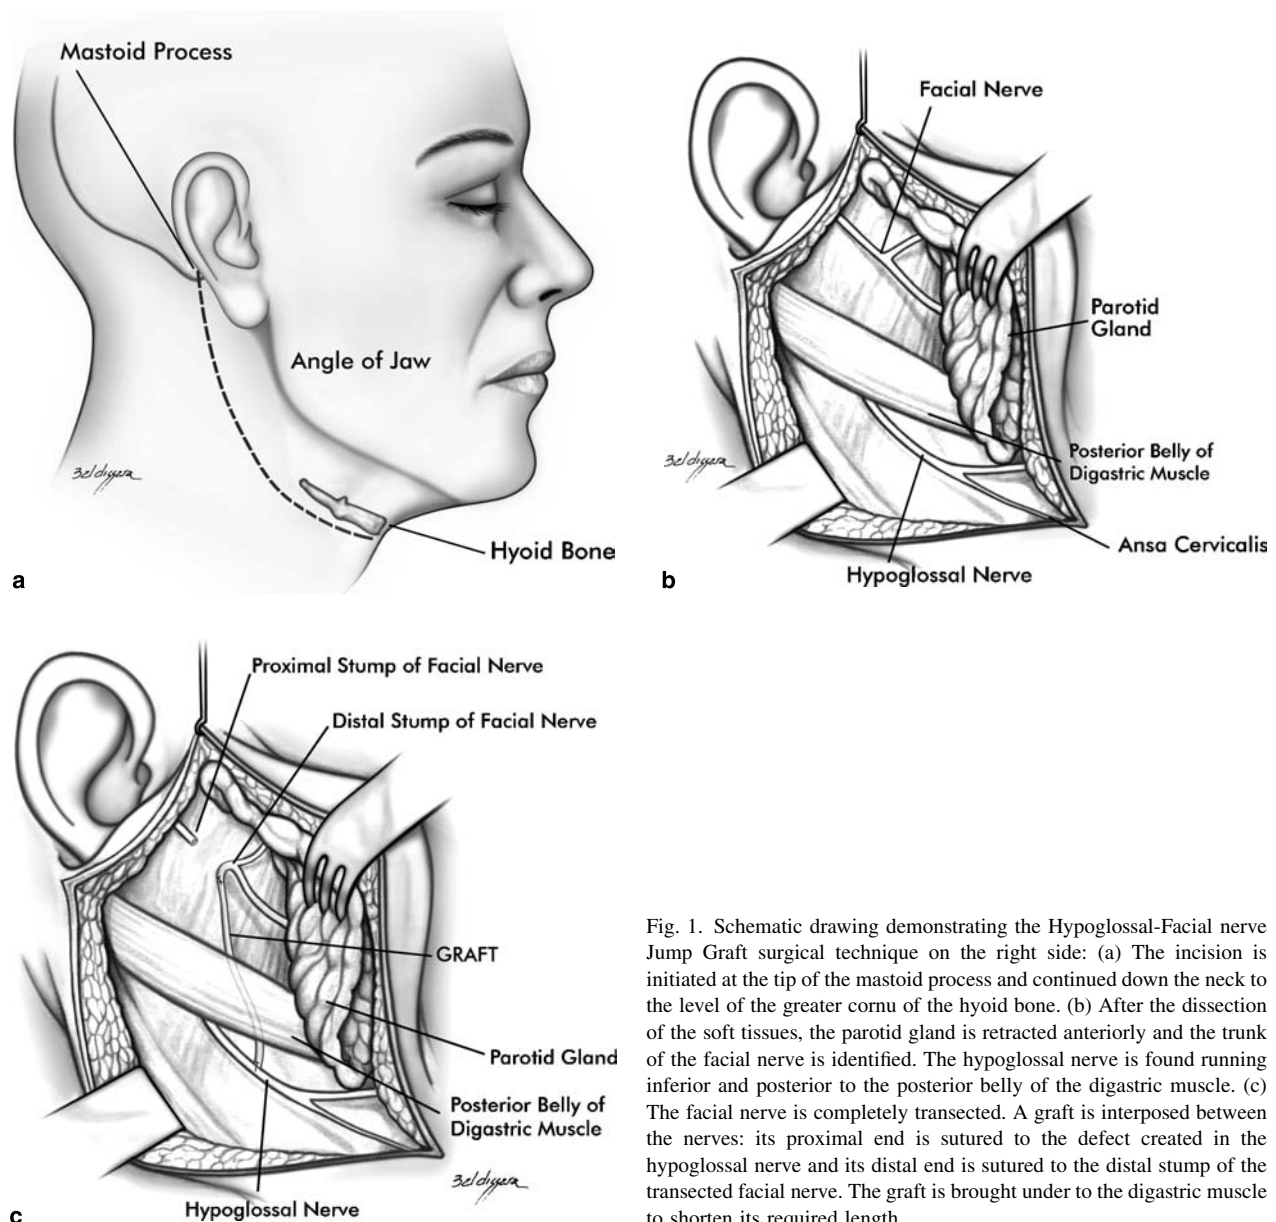 Mastoid Process
Angle of Jaw
Hyoid Bone
a
Facial Nerve
Parotid
Gland
Posterior Belly of
Digastric Muscle
Ansa Cervicalis
Hypoglossal Nerve
b
Proximal Stump of Facial Nerve
Distal Stump of Facial Nerve
GRAFT
Parotid Gland
Posterior Belly of
Digastric Muscle
Hypoglossal Nerve
c
Fig. 1. Schematic drawing demonstrating the Hypoglossal-Facial nerve
Jump Graft surgical technique on the right side: (a) The incision is
initiated at the tip of the mastoid process and continued down the neck to
the level of the greater cornu of the hyoid bone. (b) After the dissection
of the soft tissues, the parotid gland is retracted anteriorly and the trunk
of the facial nerve is identified. The hypoglossal nerve is found running
inferior and posterior to the posterior belly of the digastric muscle. (c)
The facial nerve is completely transected. A graft is interposed between
the nerves: its proximal end is sutured to the defect created in the
hypoglossal nerve and its distal end is sutured to the distal stump of the
transected facial nerve. The graft is brought under to the digastric muscle
to shorten its required length